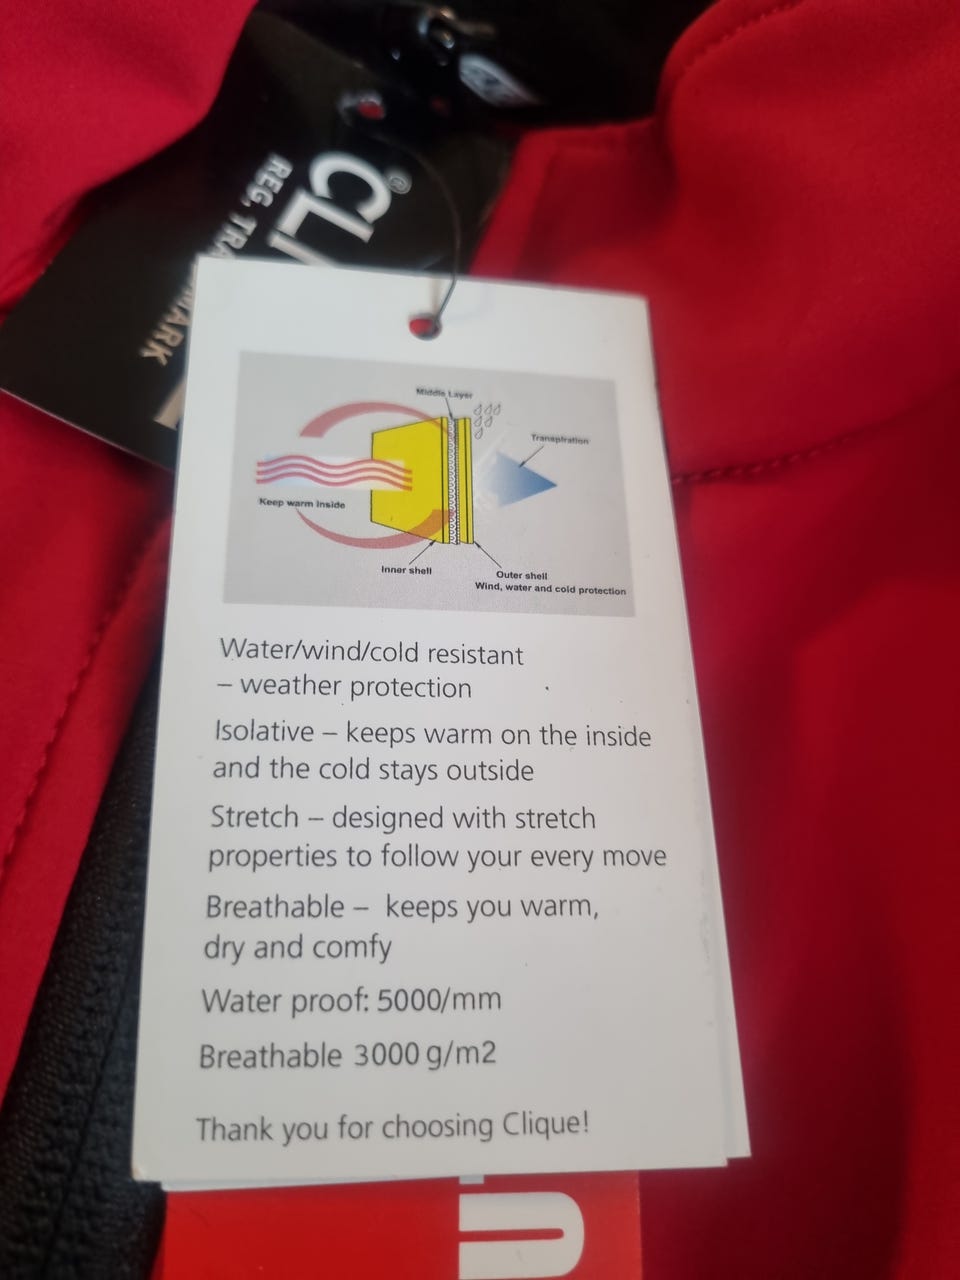 ®
CLI
REG. TRA
MARK
Middle Layer
Transpiration
Keep warm inside
Inner shell
Outer shell
Wind, water and cold protection
Water/wind/cold resistant
– weather protection
Isolative – keeps warm on the inside
and the cold stays outside
Stretch – designed with stretch
properties to follow your every move
Breathable – keeps you warm,
dry and comfy
Water proof: 5000/mm
Breathable 3000 g/m2
Thank you for choosing Clique!